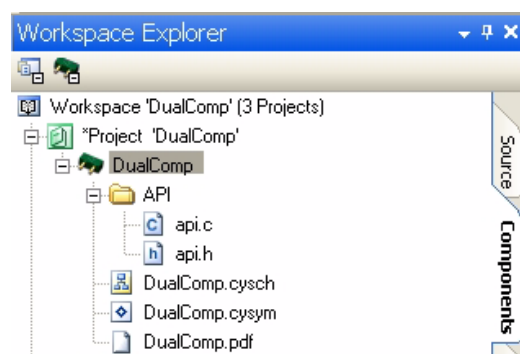 Workspace Explorer
Workspace 'DualComp' (3 Projects)
*Project 'DualComp'
DualComp
API
api.c
api.h
DualComp.cysch
DualComp.cysym
DualComp.pdf
Source
Components